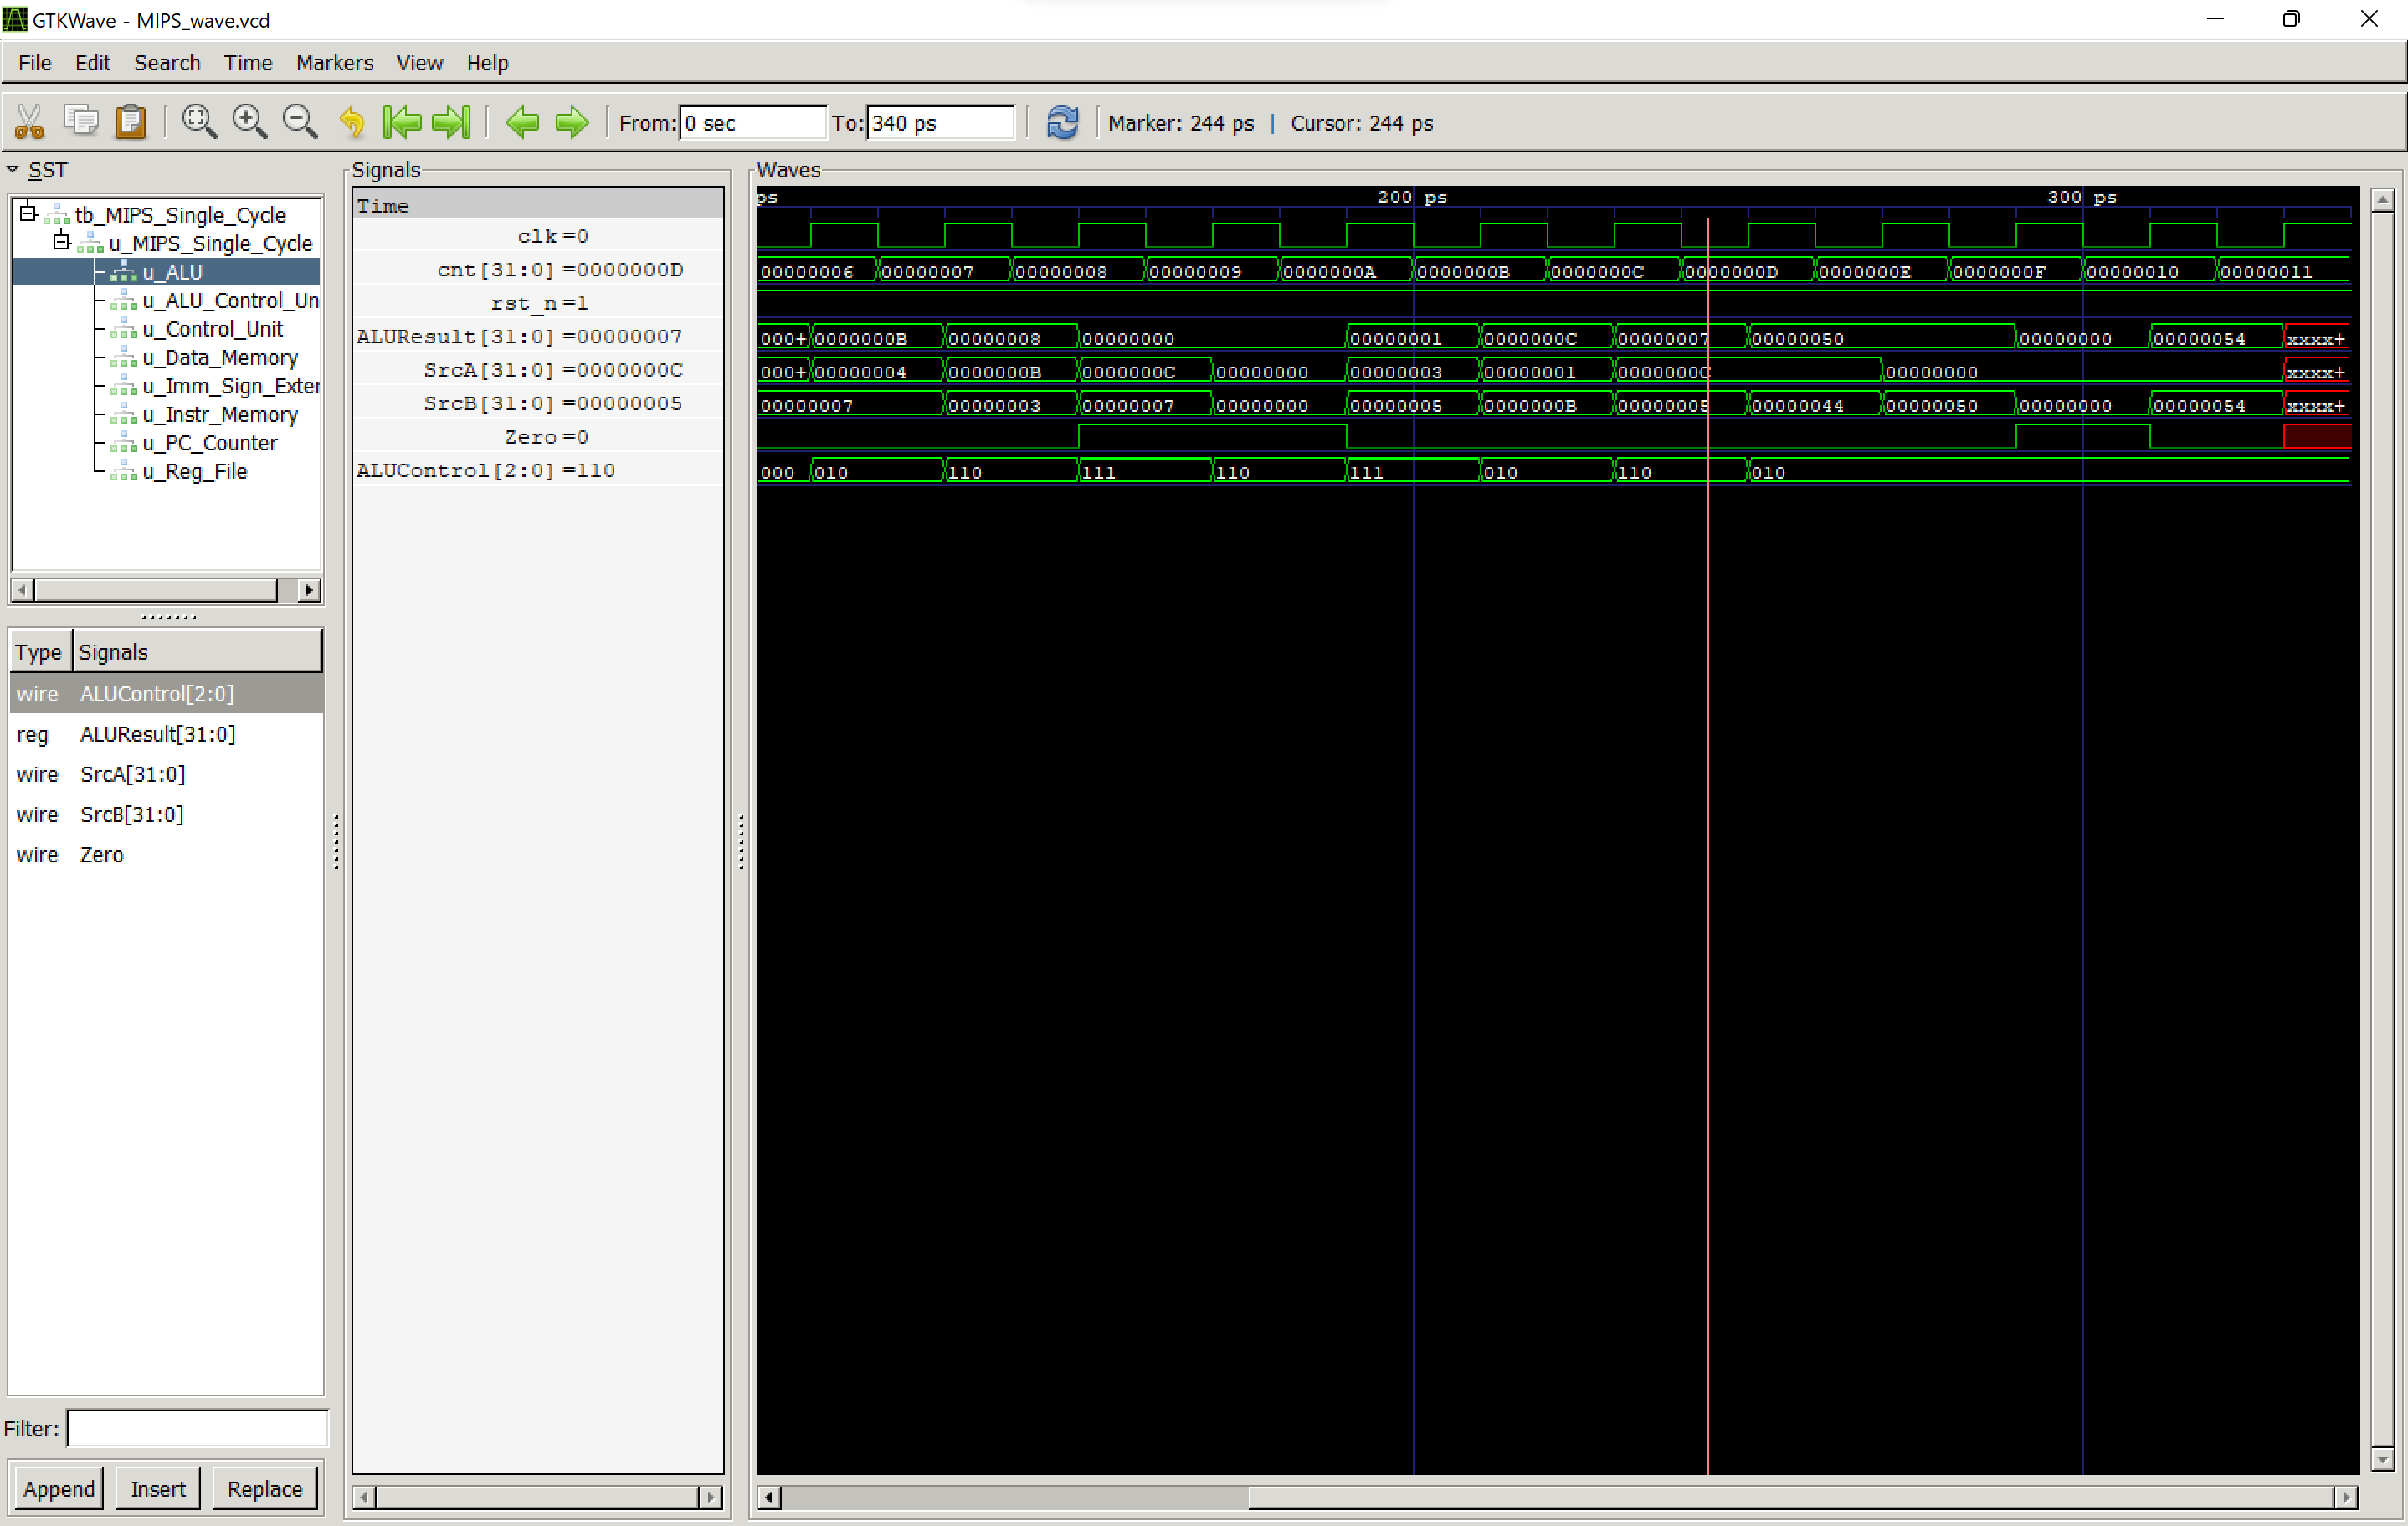 GTKWave - MIPS_wave.vcd
File Edit Search Time Markers View Help
From: 0 sec To: 340 ps Marker: 244 ps | Cursor: 244 ps
SST
tb_MIPS_Single_Cycle
u_MIPS_Single_Cycle
u_ALU
u_ALU_Control_Un
u_Control_Unit
u_Data_Memory
u_Imm_Sign_Exter
u_Instr_Memory
u_PC_Counter
u_Reg_File
Type Signals
wire ALUControl[2:0]
reg ALUResult[31:0]
wire SrcA[31:0]
wire SrcB[31:0]
wire Zero
Filter:
Append Insert Replace
Signals
Time
clk=0
cnt[31:0]=0000000D
rst_n=1
ALUResult[31:0]=00000007
SrcA[31:0]=0000000C
SrcB[31:0]=00000005
Zero=0
ALUControl[2:0]=110
Waves
ps 200 ps 300 ps
00000006 00000007 00000008 00000009 0000000A 0000000B 0000000C 0000000D 0000000E 0000000F 00000010 00000011
000+ 0000000B 00000008 00000000 00000001 0000000C 00000007 00000050 00000000 00000054 xxxx+
000+ 00000004 0000000B 0000000C 00000000 00000003 00000001 0000000C 00000000 xxxx+
00000007 00000003 00000007 00000000 00000005 0000000B 00000005 00000044 00000050 00000000 00000054 xxxx+
000 010 110 111 110 111 010 110 010